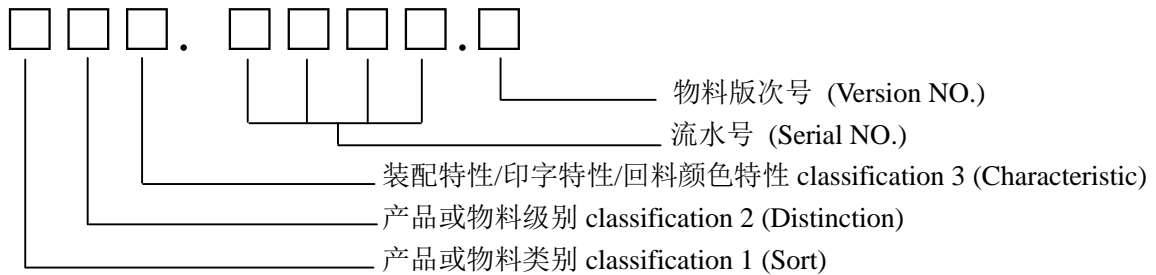 □□□. □□□□.□
物料版次号 (Version NO.)
流水号 (Serial NO.)
装配特性/印字特性/回料颜色特性 classification 3 (Characteristic)
产品或物料级别 classification 2 (Distinction)
产品或物料类别 classification 1 (Sort)